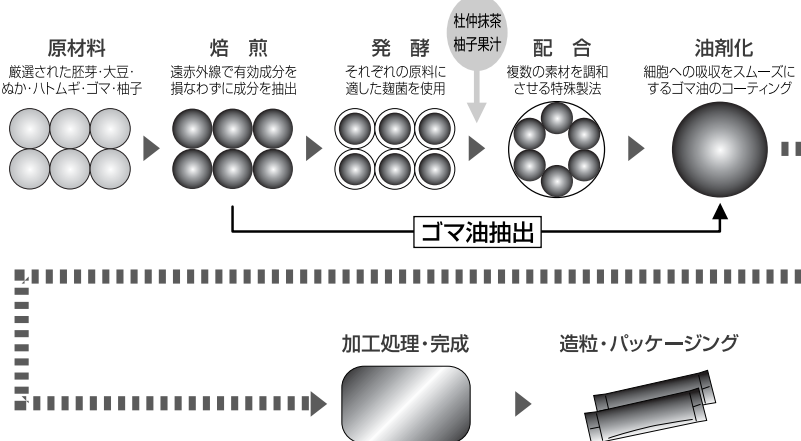 原材料
厳選された胚芽・大豆・
ぬか・ハトムギ・ゴマ・柚子
焙　煎
遠赤外線で有効成分を
損なわずに成分を抽出
発　酵
それぞれの原料に
適した麹菌を使用
杜仲抹茶
柚子果汁
配　合
複数の素材を調和
させる特殊製法
油剤化
細胞への吸収をスムーズに
するゴマ油のコーティング
ゴマ油抽出
加工処理・完成
造粒・パッケージング